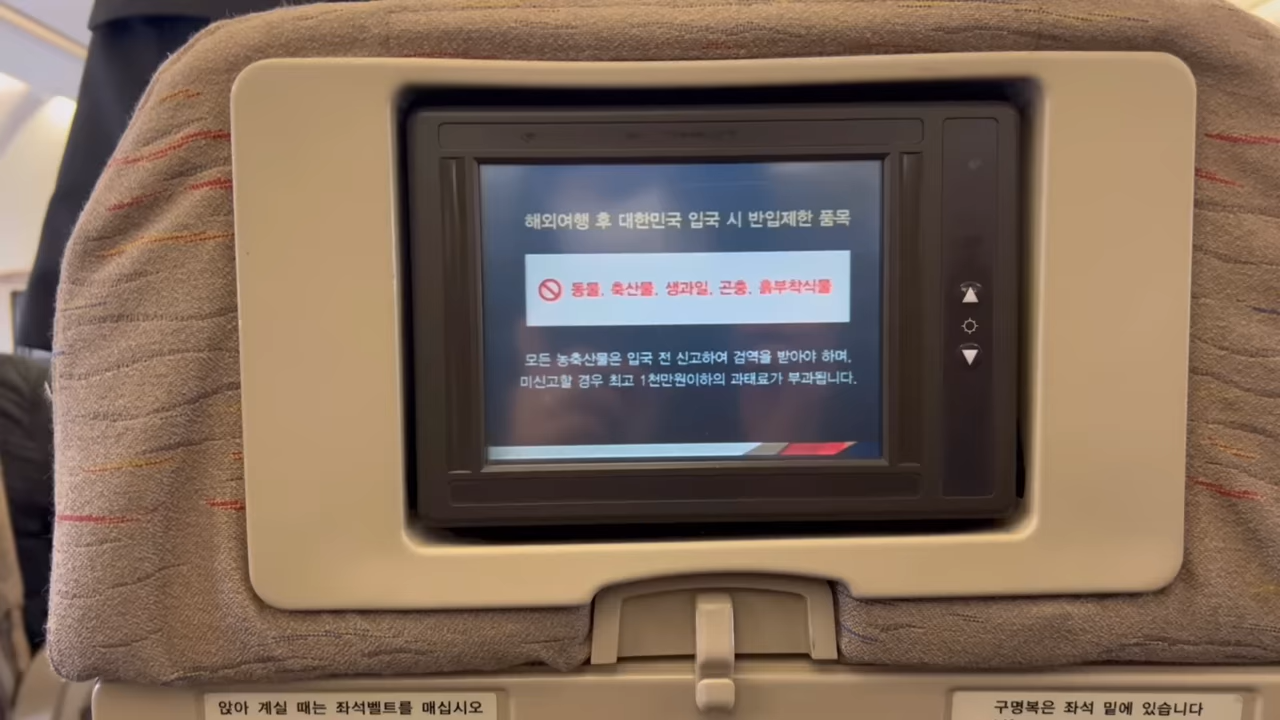 해외여행 후 대한민국 입국 시 반입제한 품목
동물, 축산물, 생과일, 곤충, 흙부착식물
모든 농축산물은 입국 전 신고하여 검역을 받아야 하며,
미신고할 경우 최고 1천만원이하의 과태료가 부과됩니다.
앉아 계실 때는 좌석벨트를 매십시오
구명복은 좌석 밑에 있습니다